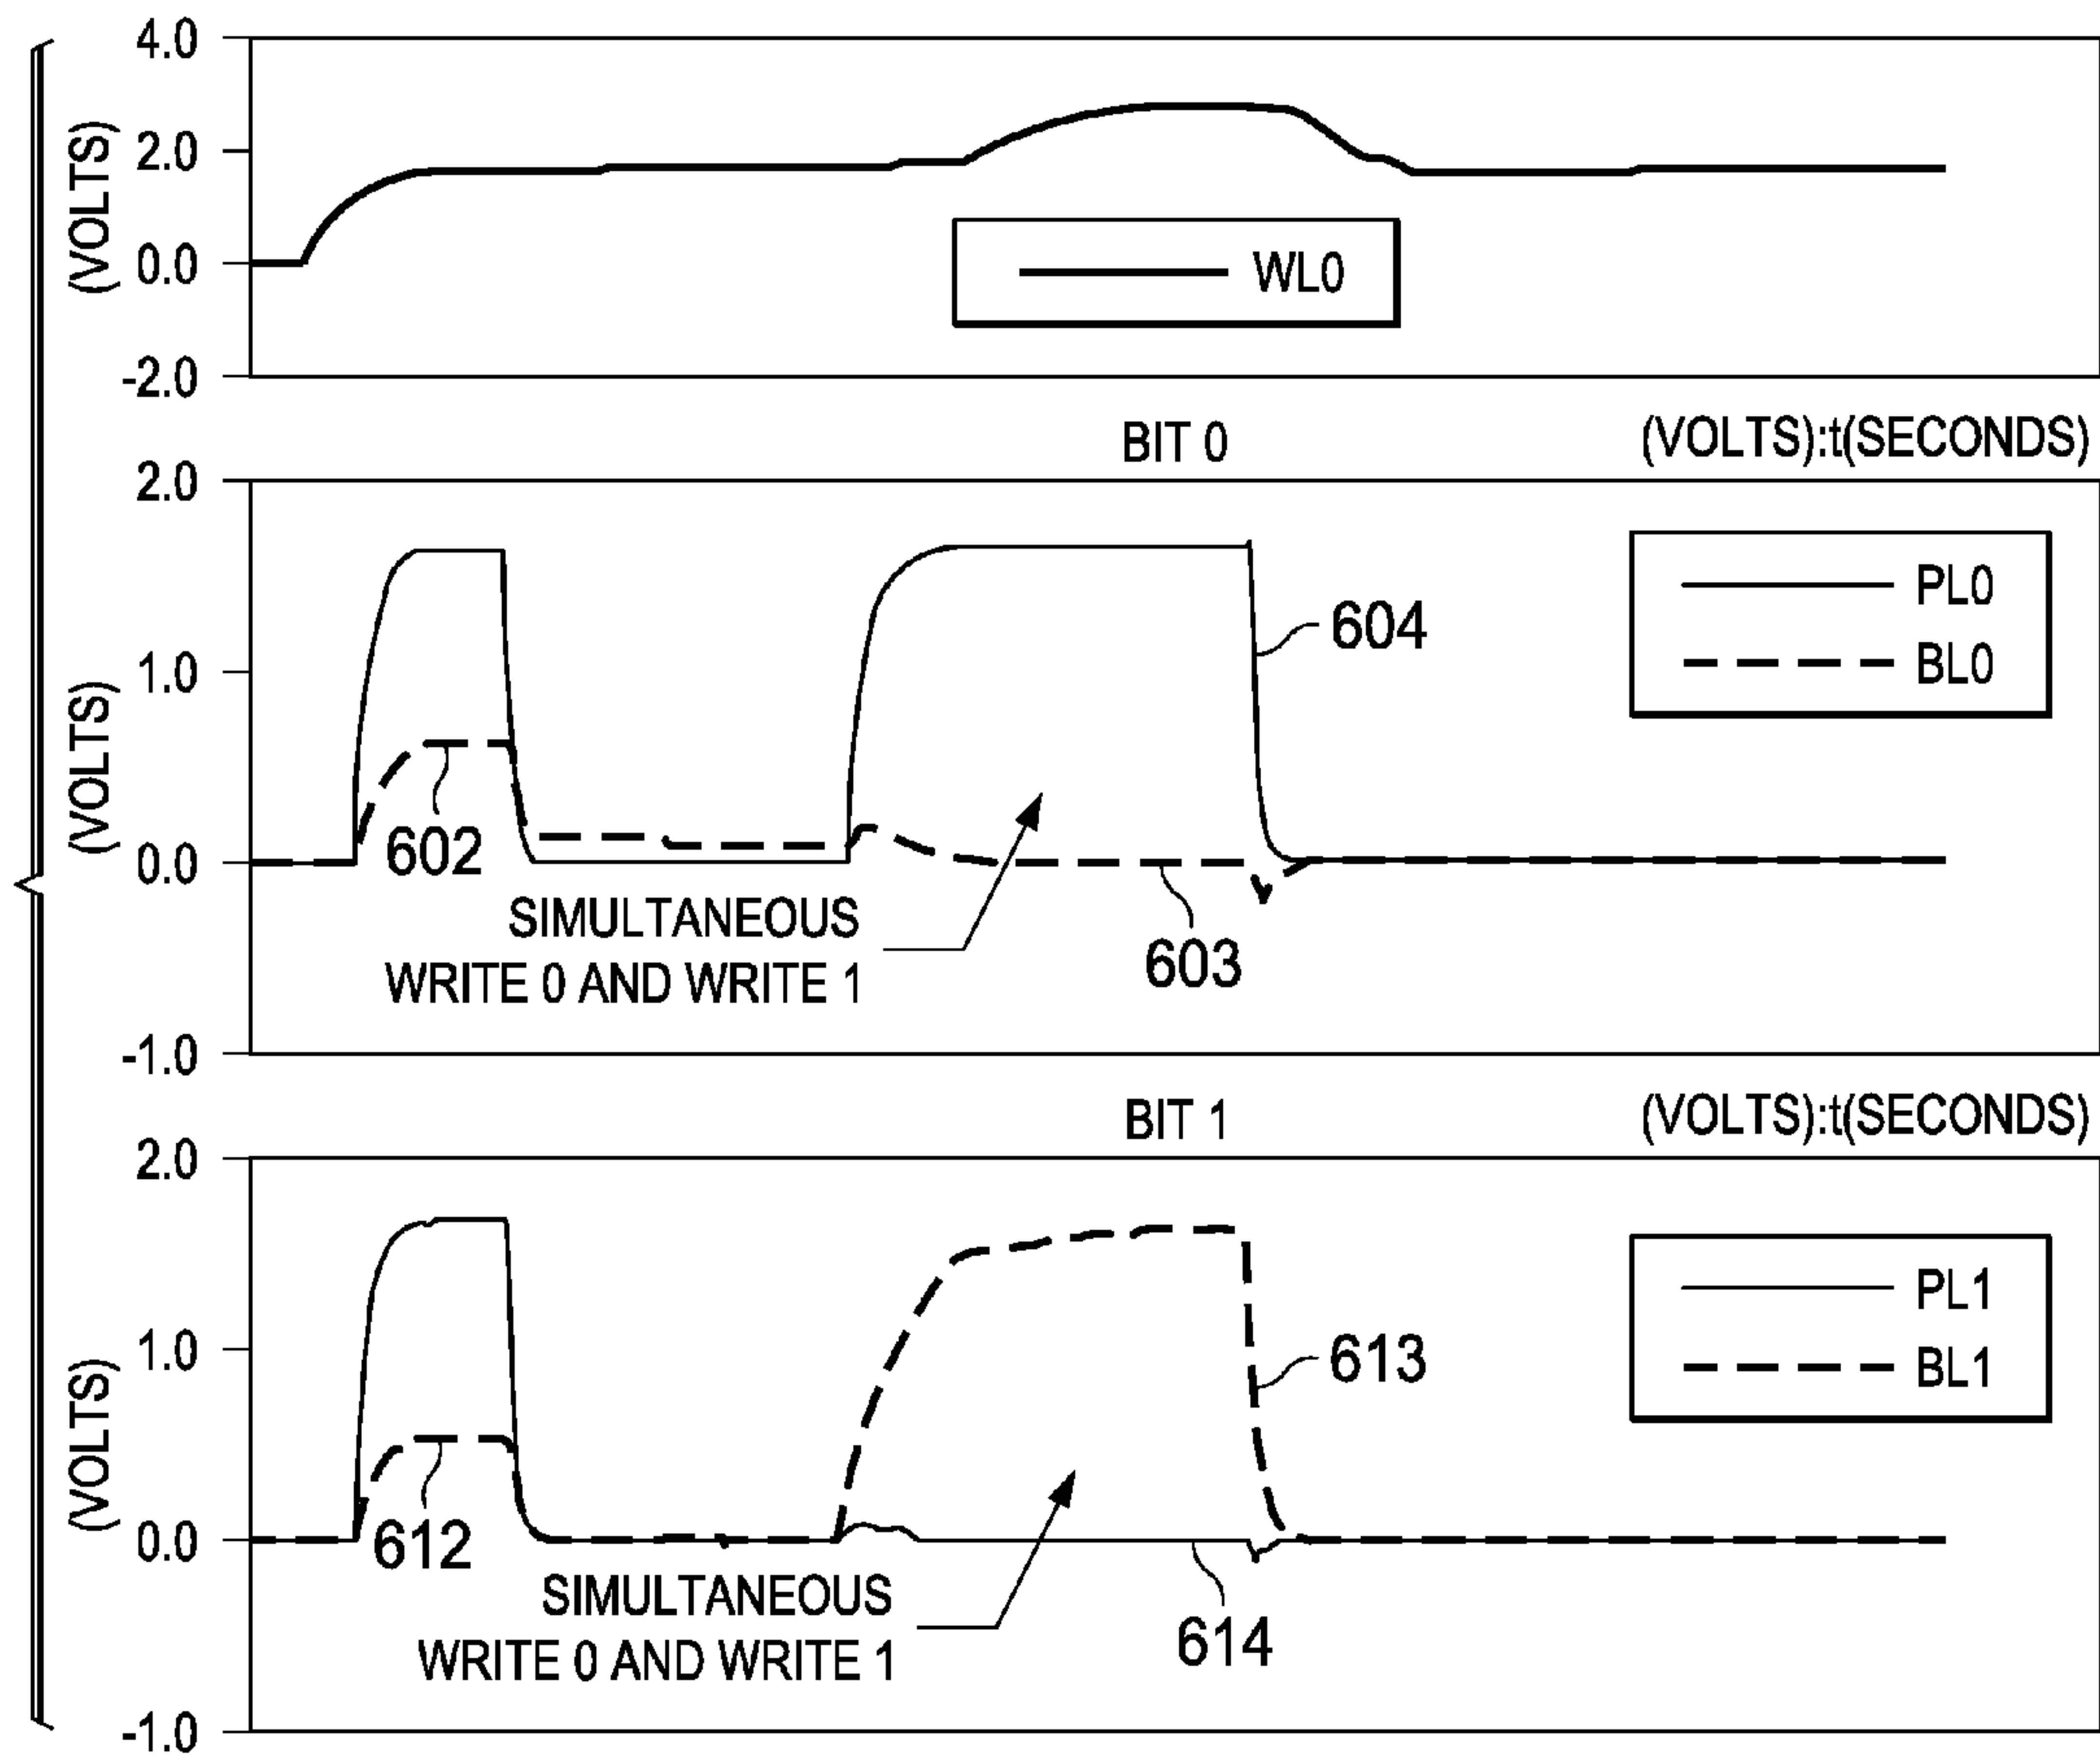 4.0
2.0
0.0
-2.0
(VOLTS)
WL0
BIT 0
(VOLTS):t(SECONDS)
2.0
1.0
0.0
-1.0
(VOLTS)
PL0
BL0
604
602
603
SIMULTANEOUS
WRITE 0 AND WRITE 1
BIT 1
(VOLTS):t(SECONDS)
2.0
1.0
0.0
-1.0
(VOLTS)
PL1
BL1
613
612
614
SIMULTANEOUS
WRITE 0 AND WRITE 1